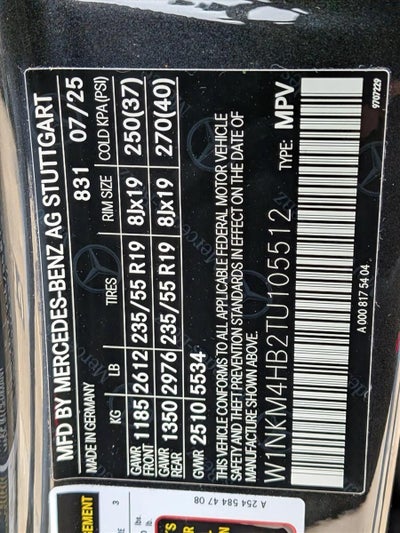 MFD BY MERCEDES-BENZ AG STUTTGART
MADE IN GERMANY 831 07/25
KG LB TIRES RIM SIZE COLD KPA(PSI)
GAWR FRONT 1185 2612 235/55 R19 8Jx19 250(37)
GAWR REAR 1350 2976 235/55 R19 8Jx19 270(40)
GVWR 2510 5534
THIS VEHICLE CONFORMS TO ALL APPLICABLE FEDERAL MOTOR VEHICLE
SAFETY AND THEFT PREVENTION STANDARDS IN EFFECT ON THE DATE OF
MANUFACTURE SHOWN ABOVE.
W1NKM4HB2TU105512 TYPE: MPV
A 000 817 54 04 9707229
A 254 584 47 08